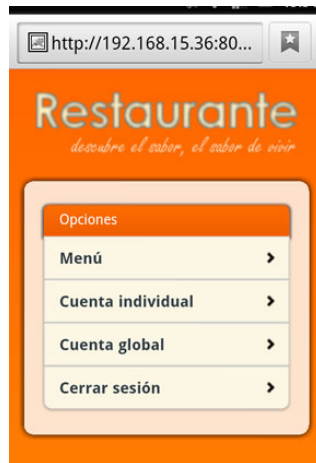 http://192.168.15.36:80...
Restaurante
descubre el sabor, el sabor de vivir
Opciones
Menú
Cuenta individual
Cuenta global
Cerrar sesión